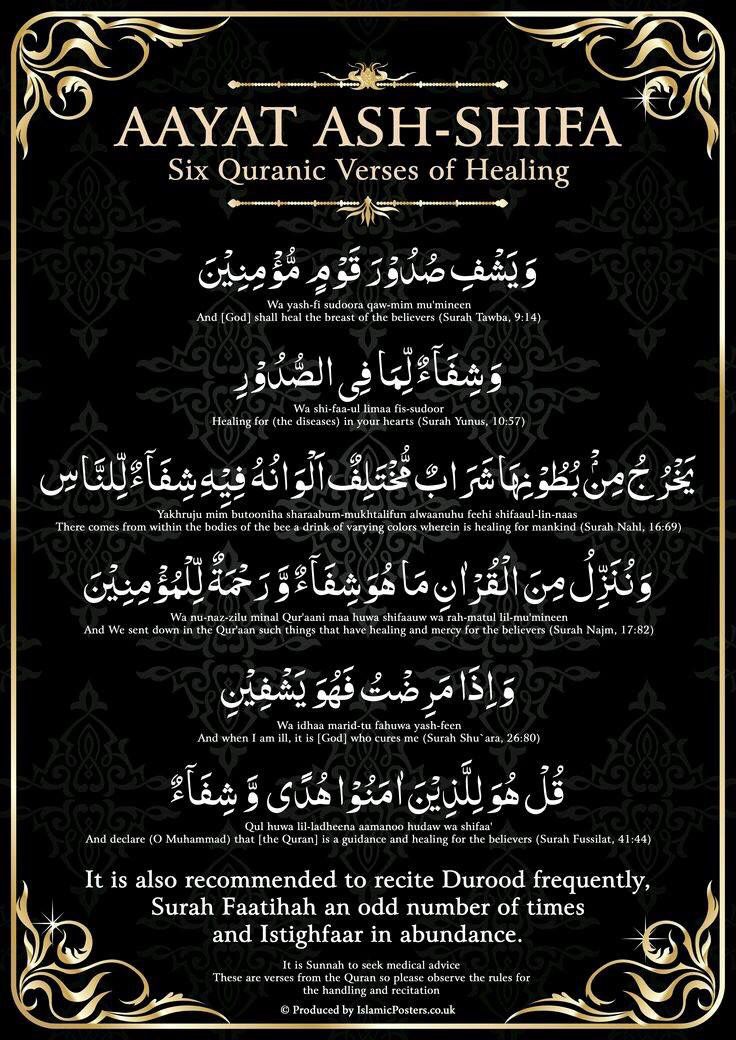 AAYAT ASH-SHIFA
Six Quranic Verses of Healing
وَيَشْفِ صُدُوْرَ قَوْمٍ مُّؤْمِنِيْنَ
Wa yash-fi sudoora qaw-mim mu'mineen
And [God] shall heal the breast of the believers (Surah Tawba, 9:14)
وَشِفَآءٌ لِّمَا فِى الصُّدُوْرِ
Wa shi-faa-ul limaa fis-sudoor
Healing for (the diseases) in your hearts (Surah Yunus, 10:57)
يَخْرُجُ مِنْۢ بُطُوْنِهَا شَرَابٌ مُّخْتَلِفٌ اَلْوَانُهٗ فِيْهِ شِفَآءٌ لِّلنَّاسِ
Yakhruju mim butooniha sharaabum-mukhtalifun alwaanuhu feehi shifaaul-lin-naas
There comes from within the bodies of the bee a drink of varying colors wherein is healing for mankind (Surah Nahl, 16:69)
وَنُنَزِّلُ مِنَ الْقُرْاٰنِ مَا هُوَ شِفَآءٌ وَّرَحْمَةٌ لِّلْمُؤْمِنِيْنَ
Wa nu-naz-zilu minal Qur'aani maa huwa shifaauw wa rah-matul lil-mu'mineen
And We sent down in the Qur'aan such things that have healing and mercy for the believers (Surah Najm, 17:82)
وَاِذَا مَرِضْتُ فَهُوَ يَشْفِيْنِ
Wa idhaa marid-tu fahuwa yash-feen
And when I am ill, it is [God] who cures me (Surah Shu`ara, 26:80)
قُلْ هُوَ لِلَّذِيْنَ اٰمَنُوْا هُدًى وَّ شِفَآءٌ
Qul huwa lil-ladheena aamanoo hudaw wa shifaa'
And declare (O Muhammad) that [the Quran] is a guidance and healing for the believers (Surah Fussilat, 41:44)
It is also recommended to recite Durood frequently,
Surah Faatihah an odd number of times
and Istighfaar in abundance.
It is Sunnah to seek medical advice
These are verses from the Quran so please observe the rules for
the handling and recitation
© Produced by IslamicPosters.co.uk